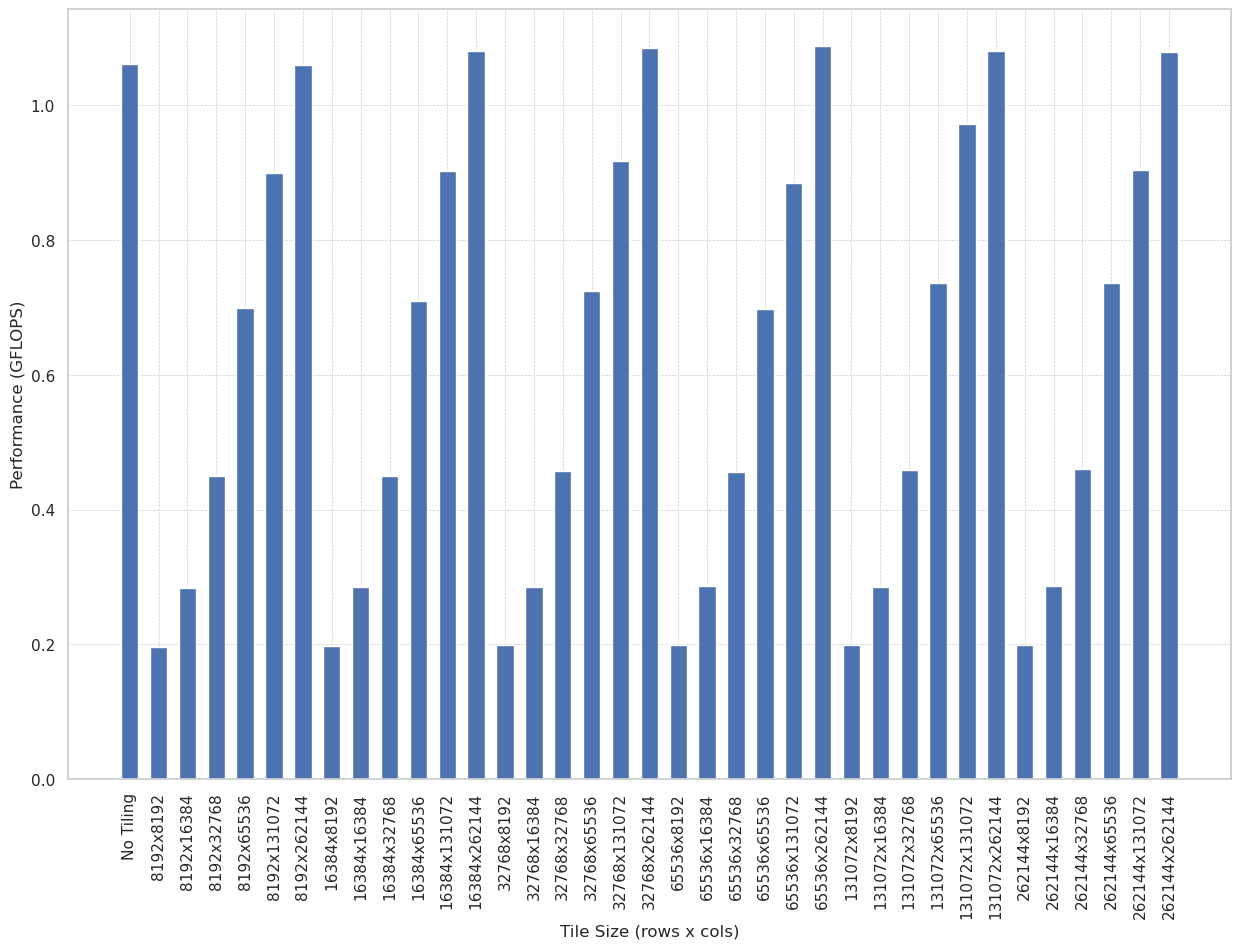 Performance (GFLOPS)
1.0
0.8
0.6
0.4
0.2
0.0
No Tiling
8192x8192
8192x16384
8192x32768
8192x65536
8192x131072
8192x262144
16384x8192
16384x16384
16384x32768
16384x65536
16384x131072
16384x262144
32768x8192
32768x16384
32768x32768
32768x65536
32768x131072
32768x262144
65536x8192
65536x16384
65536x32768
65536x65536
65536x131072
65536x262144
131072x8192
131072x16384
131072x32768
131072x65536
131072x131072
131072x262144
262144x8192
262144x16384
262144x32768
262144x65536
262144x131072
262144x262144
Tile Size (rows x cols)